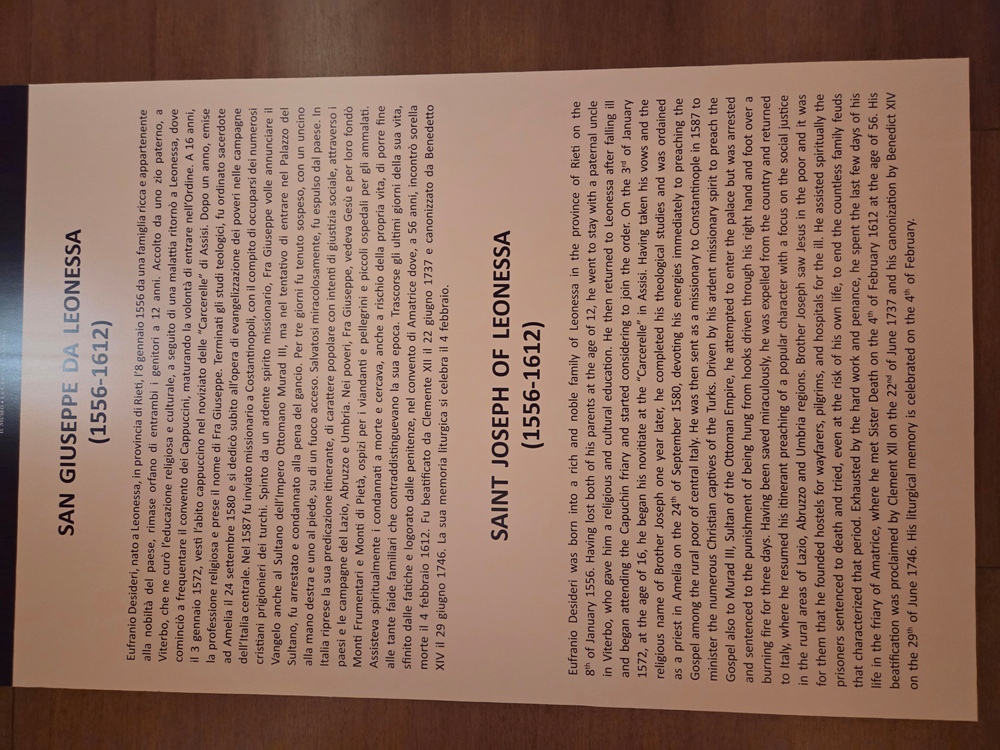 SAN GIUSEPPE DA LEONESSA
(1556-1612)
Eufranio Desideri, nato a Leonessa, in provincia di Rieti, l'8 gennaio 1556 da una famiglia ricca e appartenente
alla nobiltà del paese, rimase orfano di entrambi i genitori a 12 anni. Accolto da uno zio paterno, a
Viterbo, che ne curò l'educazione religiosa e culturale, a seguito di una malattia ritornò a Leonessa, dove
cominciò a frequentare il convento dei Cappuccini, maturando la volontà di entrare nell'Ordine. A 16 anni,
il 3 gennaio 1572, vestì l'abito cappuccino nel noviziato delle "Carcerelle" di Assisi. Dopo un anno, emise
la professione religiosa e prese il nome di Fra Giuseppe. Terminati gli studi teologici, fu ordinato sacerdote
ad Amelia il 24 settembre 1580 e si dedicò subito all'opera di evangelizzazione dei poveri nelle campagne
dell'Italia centrale. Nel 1587 fu inviato missionario a Costantinopoli, con il compito di occuparsi dei numerosi
cristiani prigionieri dei turchi. Spinto da un ardente spirito missionario, Fra Giuseppe volle annunciare il
Vangelo anche al Sultano dell'Impero Ottomano Murad III, ma nel tentativo di entrare nel Palazzo del
Sultano, fu arrestato e condannato alla pena del gancio. Per tre giorni fu tenuto sospeso, con un uncino
alla mano destra e uno al piede, su di un fuoco acceso. Salvatosi miracolosamente, fu espulso dal paese. In
Italia riprese la sua predicazione itinerante, di carattere popolare con intenti di giustizia sociale, attraverso i
paesi e le campagne del Lazio, Abruzzo e Umbria. Nei poveri, Fra Giuseppe, vedeva Gesù e per loro fondò
Monti Frumentari e Monti di Pietà, ospizi per i viandanti e pellegrini e piccoli ospedali per gli ammalati.
Assisteva spiritualmente i condannati a morte e cercava, anche a rischio della propria vita, di porre fine
alle tante faide familiari che contraddistinguevano la sua epoca. Trascorse gli ultimi giorni della sua vita,
sfinito dalle fatiche e logorato dalle penitenze, nel convento di Amatrice dove, a 56 anni, incontrò sorella
morte il 4 febbraio 1612. Fu beatificato da Clemente XII il 22 giugno 1737 e canonizzato da Benedetto
XIV il 29 giugno 1746. La sua memoria liturgica si celebra il 4 febbraio.
SAINT JOSEPH OF LEONESSA
(1556-1612)
Eufranio Desideri was born into a rich and noble family of Leonessa in the province of Rieti on the
8th of January 1556. Having lost both of his parents at the age of 12, he went to stay with a paternal uncle
in Viterbo, who gave him a religious and cultural education. He then returned to Leonessa after falling ill
and began attending the Capuchin friary and started considering to join the order. On the 3rd of January
1572, at the age of 16, he began his novitiate at the "Carcerelle" in Assisi. Having taken his vows and the
religious name of Brother Joseph one year later, he completed his theological studies and was ordained
as a priest in Amelia on the 24th of September 1580, devoting his energies immediately to preaching the
Gospel among the rural poor of central Italy. He was then sent as a missionary to Constantinople in 1587 to
minister the numerous Christian captives of the Turks. Driven by his ardent missionary spirit to preach the
Gospel also to Murad III, Sultan of the Ottoman Empire, he attempted to enter the palace but was arrested
and sentenced to the punishment of being hung from hooks driven through his right hand and foot over a
burning fire for three days. Having been saved miraculously, he was expelled from the country and returned
to Italy, where he resumed his itinerant preaching of a popular character with a focus on the social justice
in the rural areas of Lazio, Abruzzo and Umbria regions. Brother Joseph saw Jesus in the poor and it was
for them that he founded hostels for wayfarers, pilgrims, and hospitals for the ill. He assisted spiritually the
prisoners sentenced to death and tried, even at the risk of his own life, to end the countless family feuds
that characterized that period. Exhausted by the hard work and penance, he spent the last few days of his
life in the friary of Amatrice, where he met Sister Death on the 4th of February 1612 at the age of 56. His
beatification was proclaimed by Clement XII on the 22nd of June 1737 and his canonization by Benedict XIV
on the 29th of June 1746. His liturgical memory is celebrated on the 4th of February.